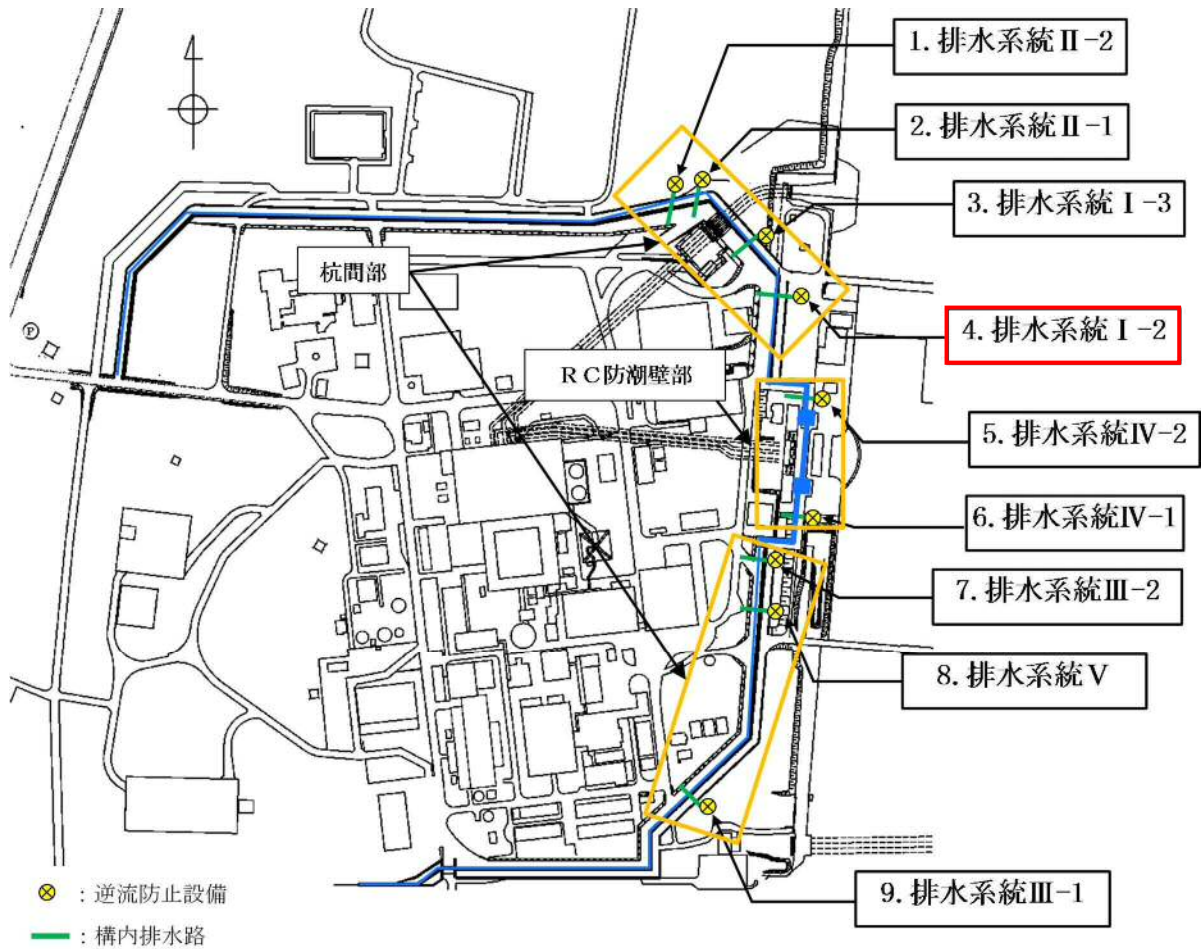 1. 排水系統Ⅱ-2
2. 排水系統Ⅱ-1
3. 排水系統Ⅰ-3
杭間部
4. 排水系統Ⅰ-2
P
RC防潮壁部
5. 排水系統Ⅳ-2
6. 排水系統Ⅳ-1
7. 排水系統Ⅲ-2
8. 排水系統Ⅴ
9. 排水系統Ⅲ-1
:逆流防止設備
:構内排水路